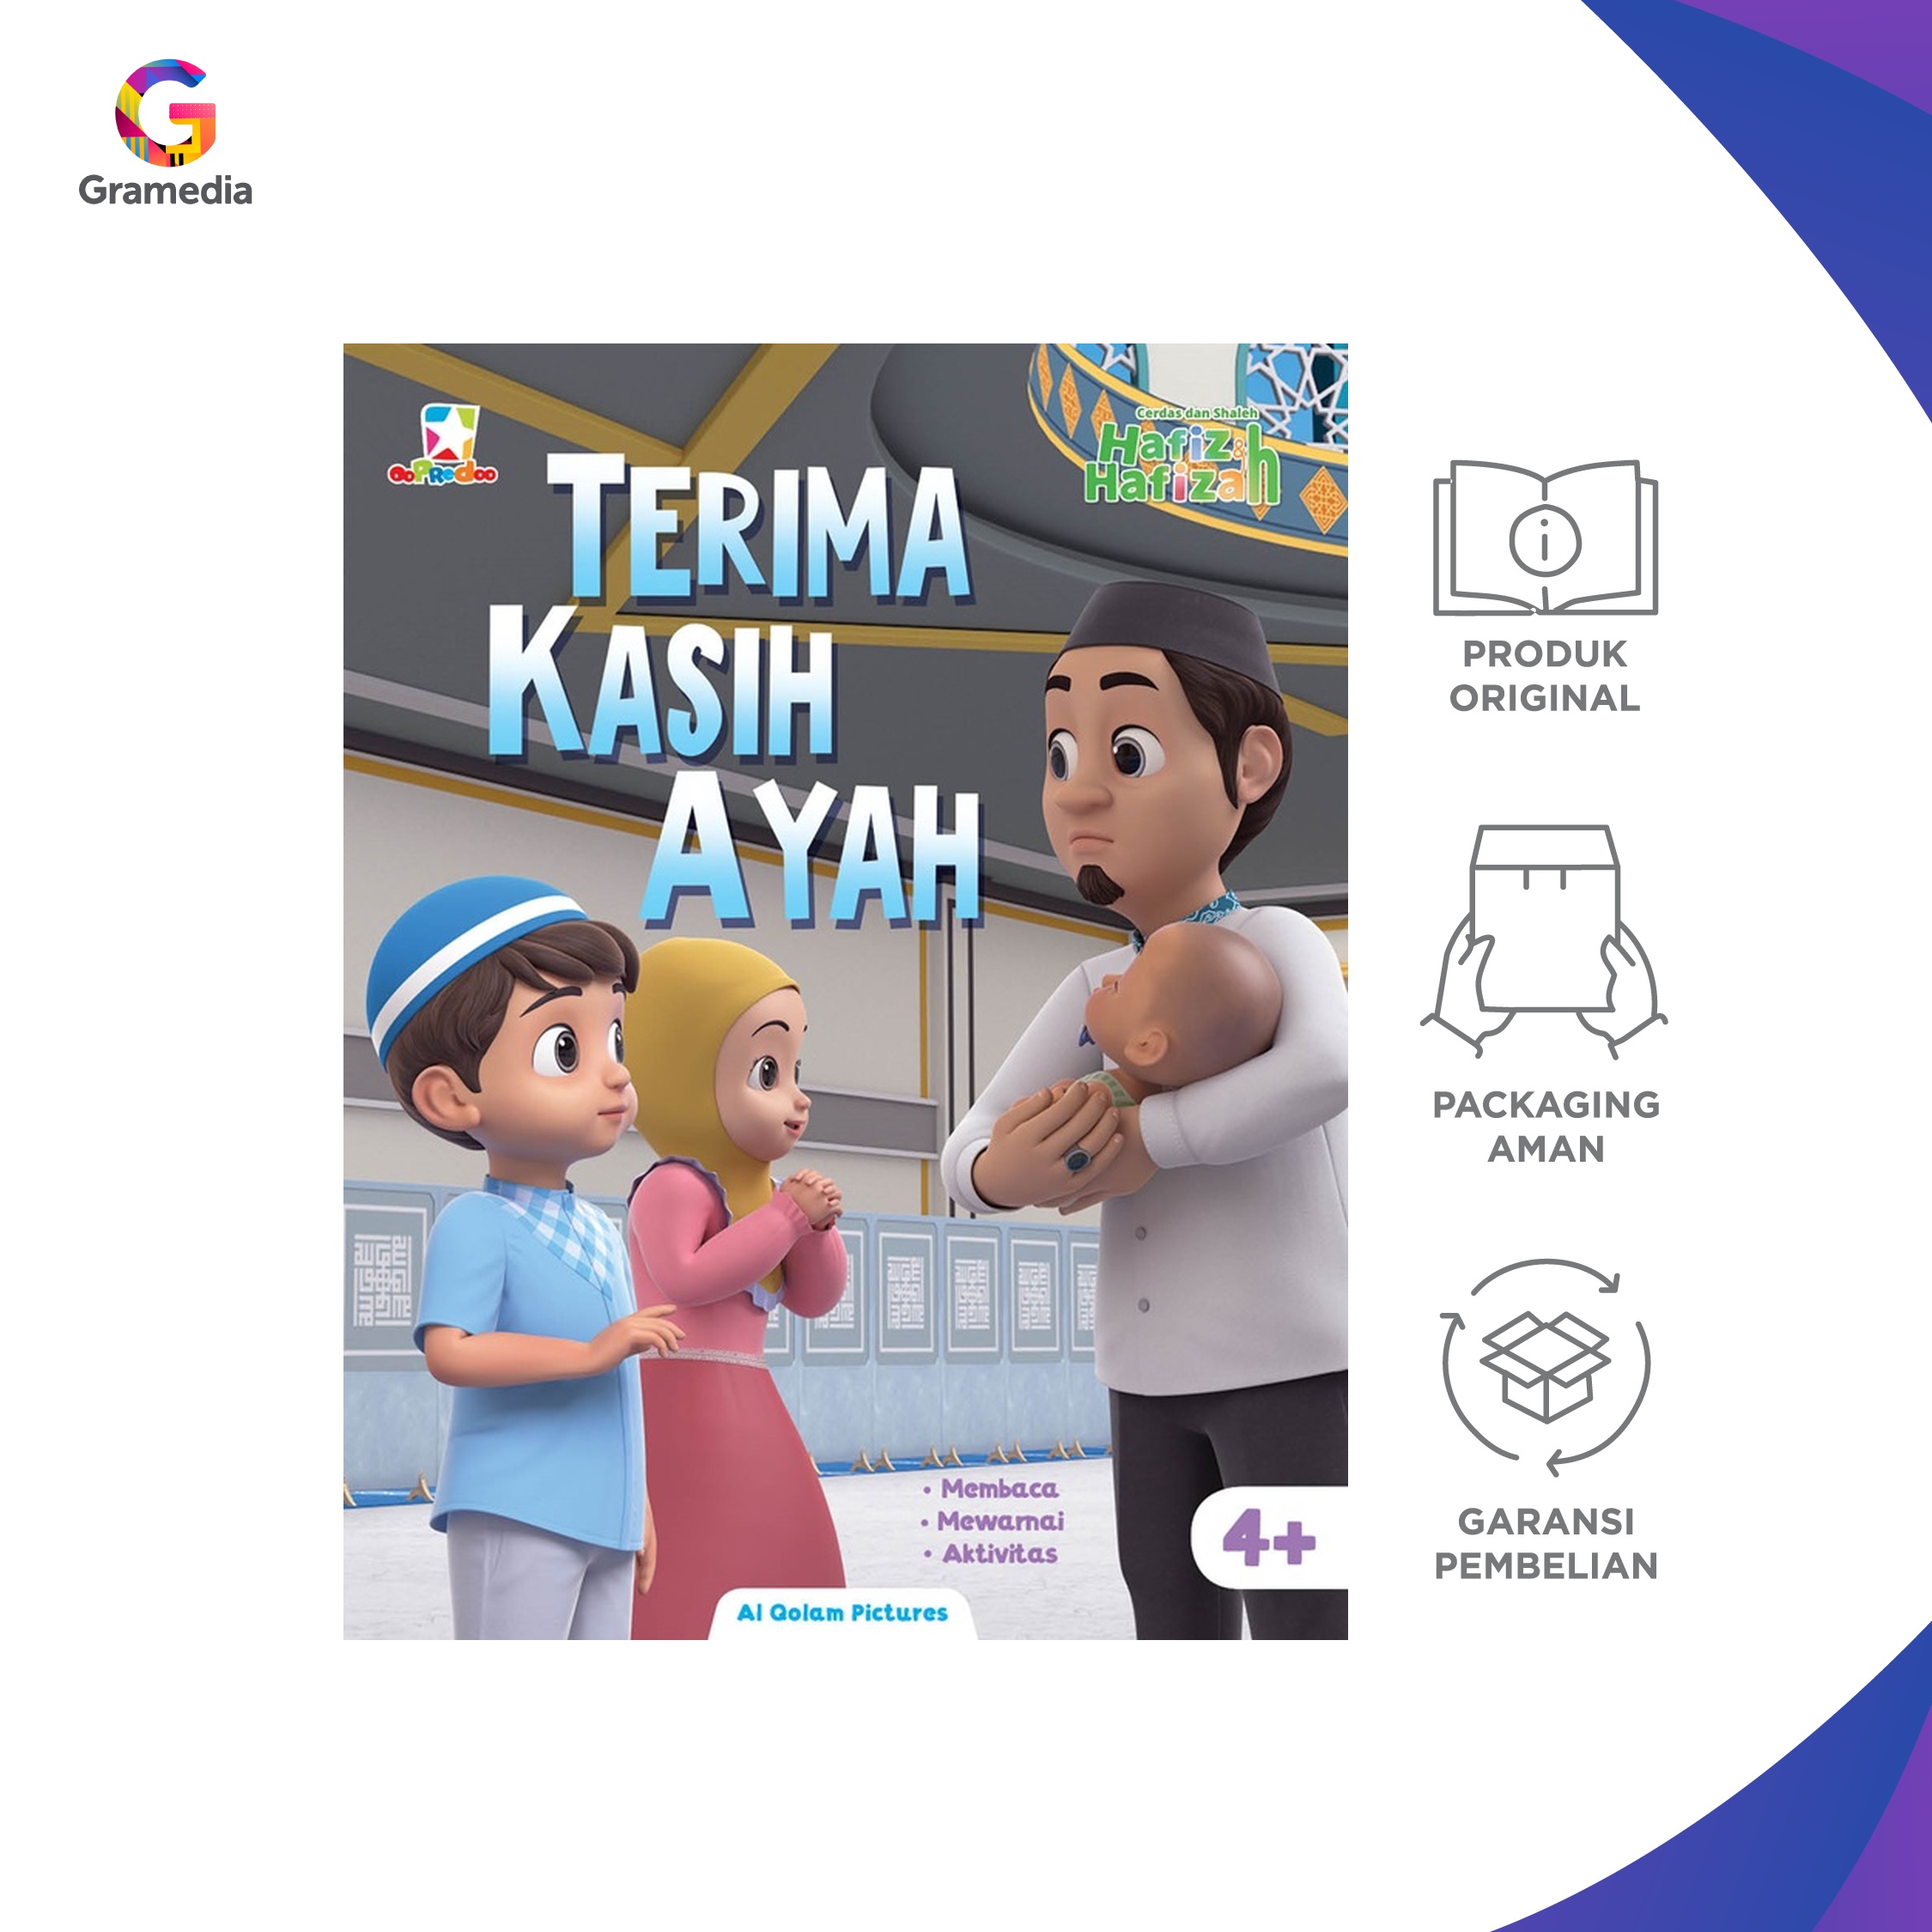 Gramedia
OoPRedoo
Cerdas dan Shaleh
Hafiz &
Hafizah
TERIMA
KASIH
AYAH
• Membaca
• Mewarnai
• Aktivitas
4+
Al Qolam Pictures
PRODUK
ORIGINAL
PACKAGING
AMAN
GARANSI
PEMBELIAN